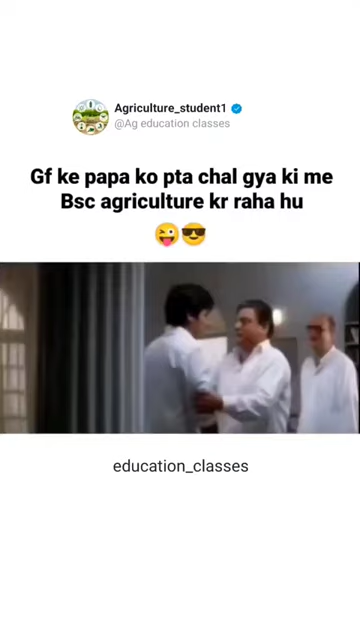 Agriculture_student1
@Ag education classes
Gf ke papa ko pta chal gya ki me
Bsc agriculture kr raha hu
😜😎
education_classes